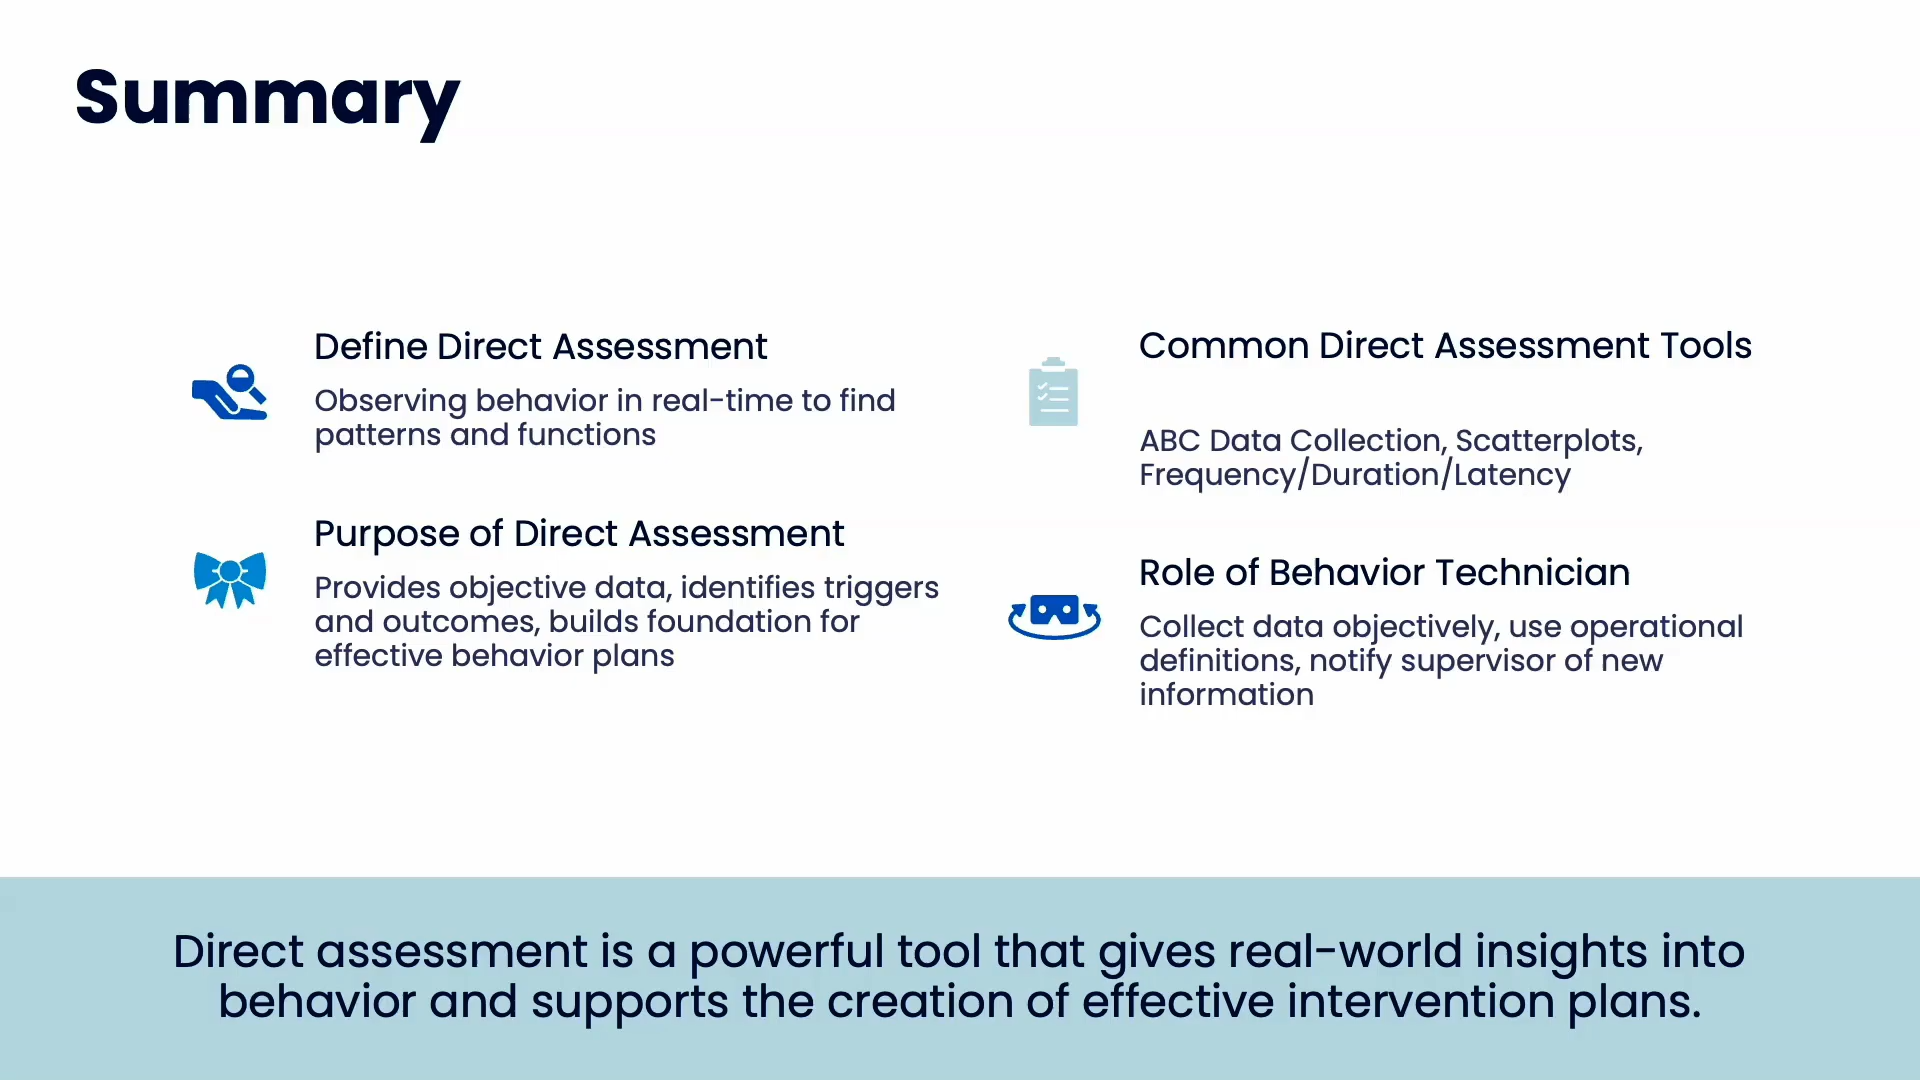 Summary
Define Direct Assessment
Observing behavior in real-time to find
patterns and functions
Purpose of Direct Assessment
Provides objective data, identifies triggers
and outcomes, builds foundation for
effective behavior plans
Common Direct Assessment Tools
ABC Data Collection, Scatterplots,
Frequency/Duration/Latency
Role of Behavior Technician
Collect data objectively, use operational
definitions, notify supervisor of new
information
Direct assessment is a powerful tool that gives real-world insights into
behavior and supports the creation of effective intervention plans.